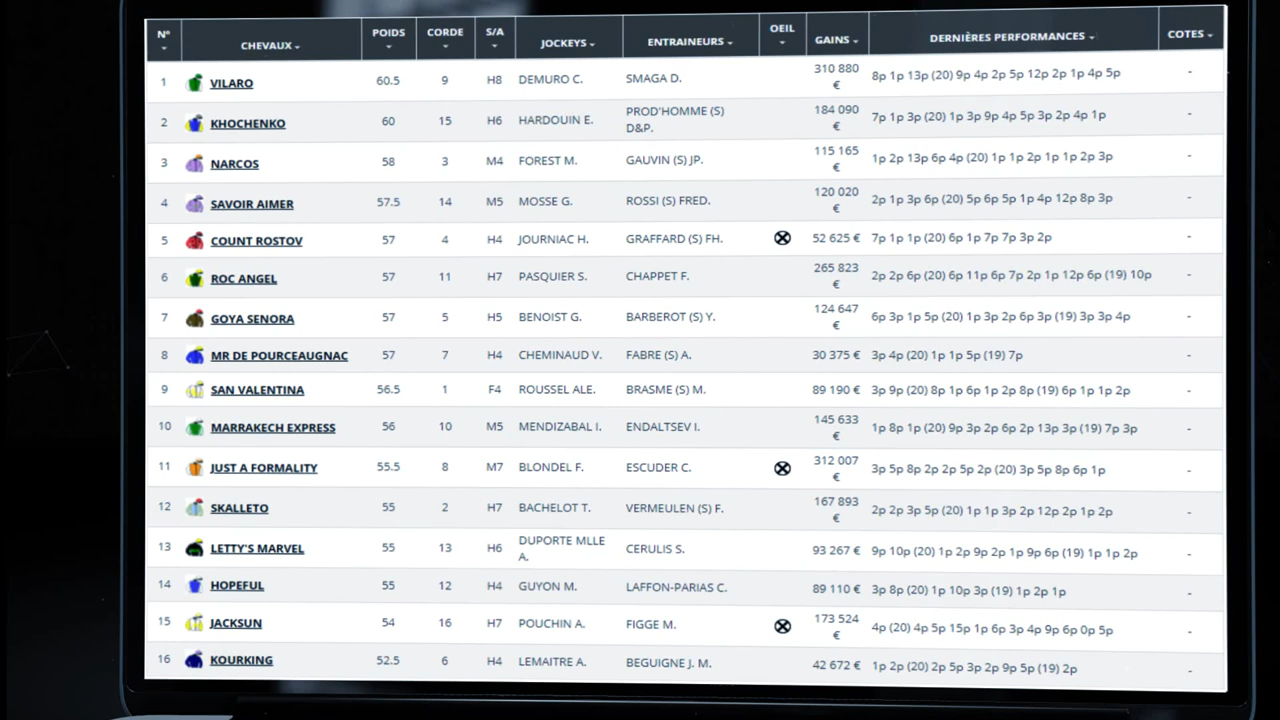 N° CHEVAUX POIDS CORDE S/A JOCKEYS ENTRAINEURS OEIL GAINS DERNIÈRES PERFORMANCES COTES
1 VILARO 60.5 9 H8 DEMURO C. SMAGA D. 310 880 € 8p 1p 13p (20) 9p 4p 2p 5p 12p 2p 1p 4p 5p -
2 KHOCHENKO 60 15 H6 HARDOUIN E. PROD'HOMME (S) D&P. 184 090 € 7p 1p 3p (20) 1p 3p 9p 4p 5p 3p 2p 4p 1p -
3 NARCOS 58 3 M4 FOREST M. GAUVIN (S) JP. 115 165 € 1p 2p 13p 6p 4p (20) 1p 1p 2p 1p 1p 2p 3p -
4 SAVOIR AIMER 57.5 14 M5 MOSSE G. ROSSI (S) FRED. 120 020 € 2p 1p 3p 6p (20) 5p 6p 5p 1p 4p 12p 8p 3p -
5 COUNT ROSTOV 57 4 H4 JOURNIAC H. GRAFFARD (S) FH. 52 625 € 7p 1p 1p (20) 6p 1p 7p 7p 3p 2p -
6 ROC ANGEL 57 11 H7 PASQUIER S. CHAPPET F. 265 823 € 2p 2p 6p (20) 6p 11p 6p 7p 2p 1p 12p 6p (19) 10p -
7 GOYA SENORA 57 5 H5 BENOIST G. BARBEROT (S) Y. 124 647 € 6p 3p 1p 5p (20) 1p 3p 2p 6p 3p (19) 3p 3p 4p -
8 MR DE POURCEAUGNAC 57 7 H4 CHEMINAUD V. FABRE (S) A. 30 375 € 3p 4p (20) 1p 1p 5p (19) 7p -
9 SAN VALENTINA 56.5 1 F4 ROUSSEL ALE. BRASME (S) M. 89 190 € 3p 9p (20) 8p 1p 6p 1p 2p 8p (19) 6p 1p 1p 2p -
10 MARRAKECH EXPRESS 56 10 M5 MENDIZABAL I. ENDALTSEV I. 145 633 € 1p 8p 1p (20) 9p 3p 2p 6p 2p 13p 3p (19) 7p 3p -
11 JUST A FORMALITY 55.5 8 M7 BLONDEL F. ESCUDER C. 312 007 € 3p 5p 8p 2p 2p 5p 2p (20) 3p 5p 8p 6p 1p -
12 SKALLETO 55 2 H7 BACHELOT T. VERMEULEN (S) F. 167 893 € 2p 2p 3p 5p (20) 1p 1p 3p 2p 12p 2p 1p 2p -
13 LETTY'S MARVEL 55 13 H6 DUPORTE MLLE A. CERULIS S. 93 267 € 9p 10p (20) 1p 2p 9p 2p 1p 9p 6p (19) 1p 1p 2p -
14 HOPEFUL 55 12 H4 GUYON M. LAFFON-PARIAS C. 89 110 € 3p 8p (20) 1p 10p 3p (19) 1p 2p 1p -
15 JACKSUN 54 16 H7 POUCHIN A. FIGGE M. 173 524 € 4p (20) 4p 5p 15p 1p 6p 3p 4p 9p 6p 0p 5p -
16 KOURKING 52.5 6 H4 LEMAITRE A. BEGUIGNE J. M. 42 672 € 1p 2p (20) 2p 5p 3p 2p 9p 5p (19) 2p -